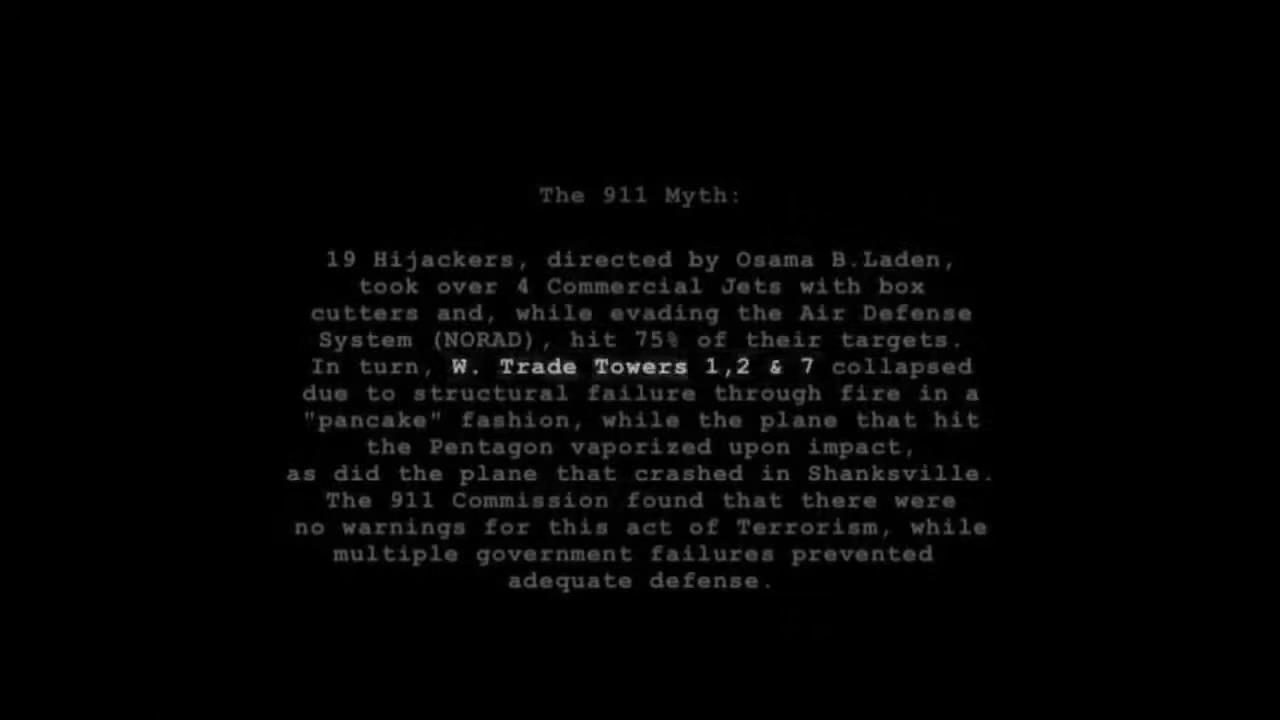 The 911 Myth:
19 Hijackers, directed by Osama B.Laden,
took over 4 Commercial Jets with box
cutters and, while evading the Air Defense
System (NORAD), hit 75% of their targets.
In turn, W. Trade Towers 1,2 & 7 collapsed
due to structural failure through fire in a
"pancake" fashion, while the plane that hit
the Pentagon vaporized upon impact,
as did the plane that crashed in Shanksville.
The 911 Commission found that there were
no warnings for this act of Terrorism, while
multiple government failures prevented
adequate defense.